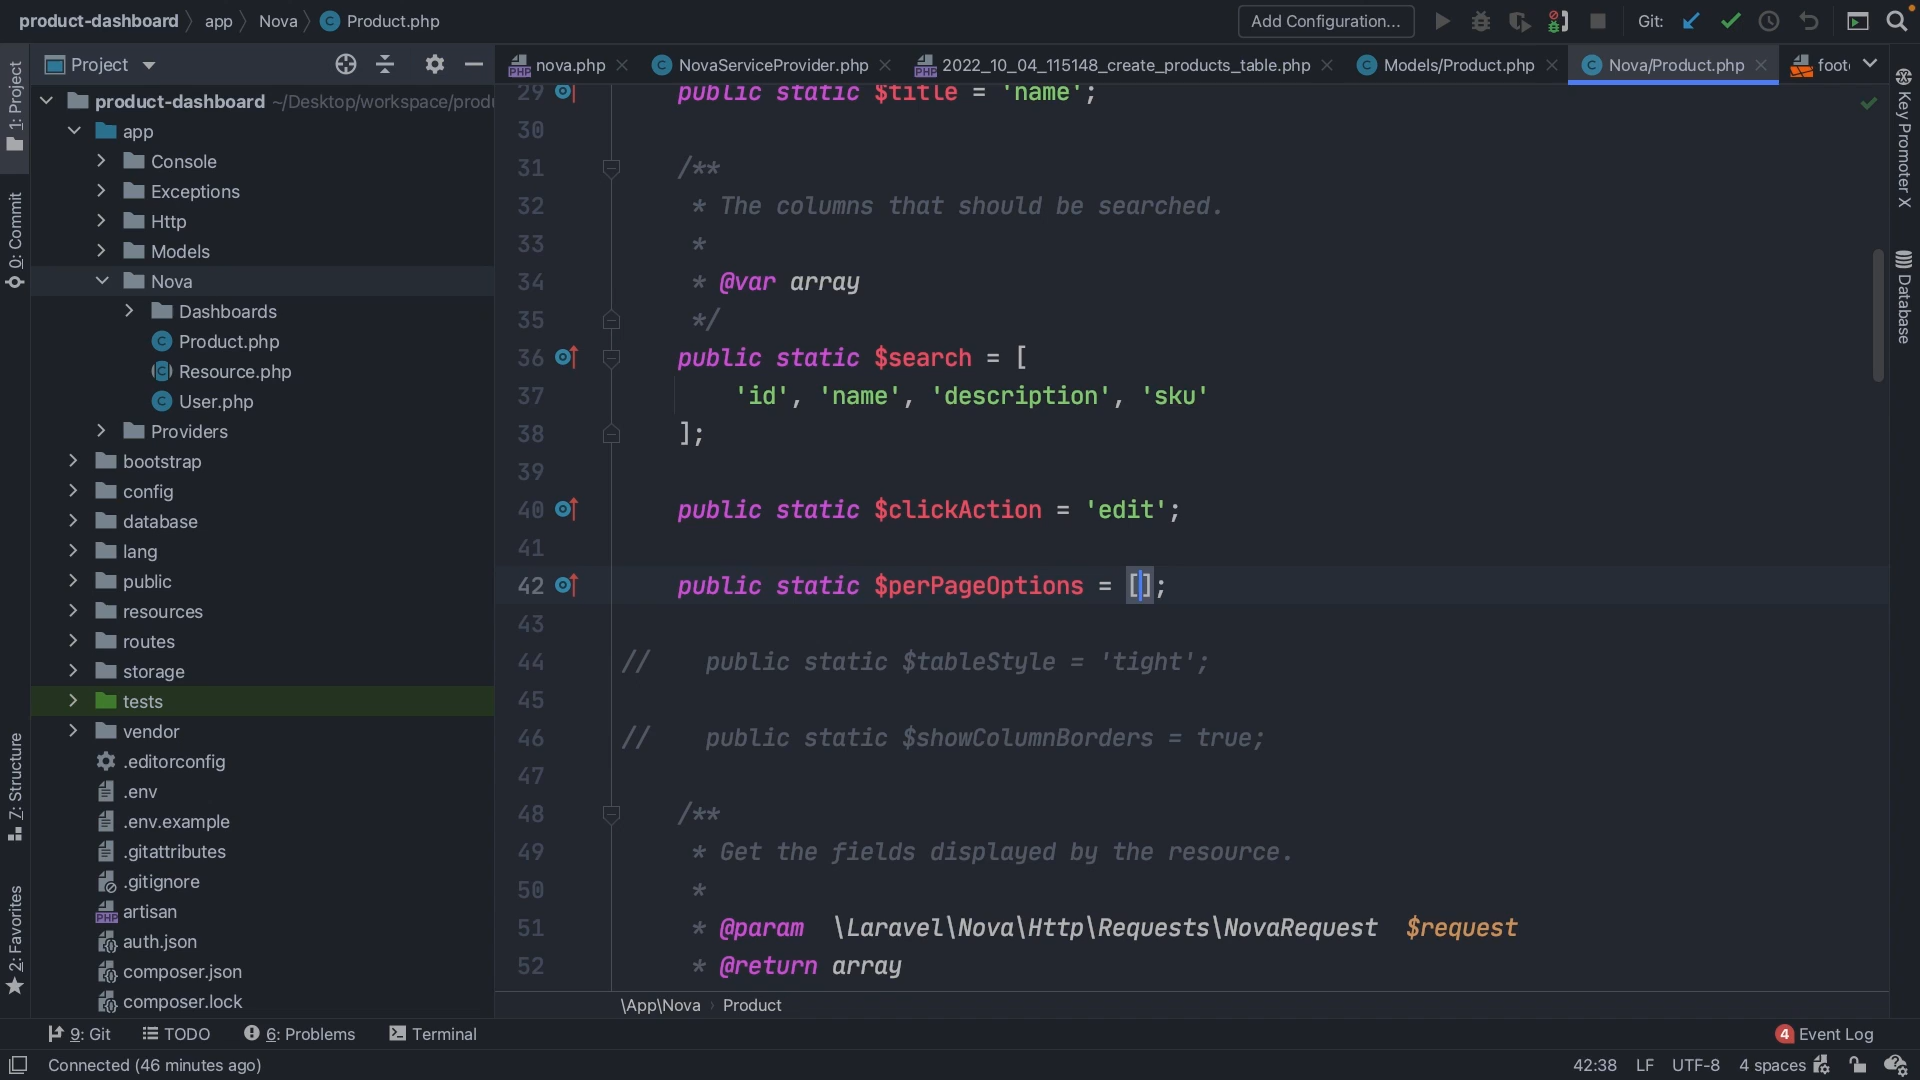 product-dashboard app Nova Product.php Add Configuration... Git:
Project
nova.php NovaServiceProvider.php 2022_10_04_115148_create_products_table.php Models/Product.php Nova/Product.php foot
1: Project
0: Commit
7: Structure
2: Favorites
product-dashboard ~/Desktop/workspace/prod
app
Console
Exceptions
Http
Models
Nova
Dashboards
Product.php
Resource.php
User.php
Providers
bootstrap
config
database
lang
public
resources
routes
storage
tests
vendor
.editorconfig
.env
.env.example
.gitattributes
.gitignore
artisan
auth.json
composer.json
composer.lock
29 public static $title = 'name';
30
31 /**
32 * The columns that should be searched.
33 *
34 * @var array
35 */
36 public static $search = [
37 'id', 'name', 'description', 'sku'
38 ];
39
40 public static $clickAction = 'edit';
41
42 public static $perPageOptions = [];
43
44 // public static $tableStyle = 'tight';
45
46 // public static $showColumnBorders = true;
47
48 /**
49 * Get the fields displayed by the resource.
50 *
51 * @param \Laravel\Nova\Http\Requests\NovaRequest $request
52 * @return array
\App\Nova Product
Key Promoter X
Database
9: Git TODO 6: Problems Terminal 4 Event Log
Connected (46 minutes ago) 42:38 LF UTF-8 4 spaces